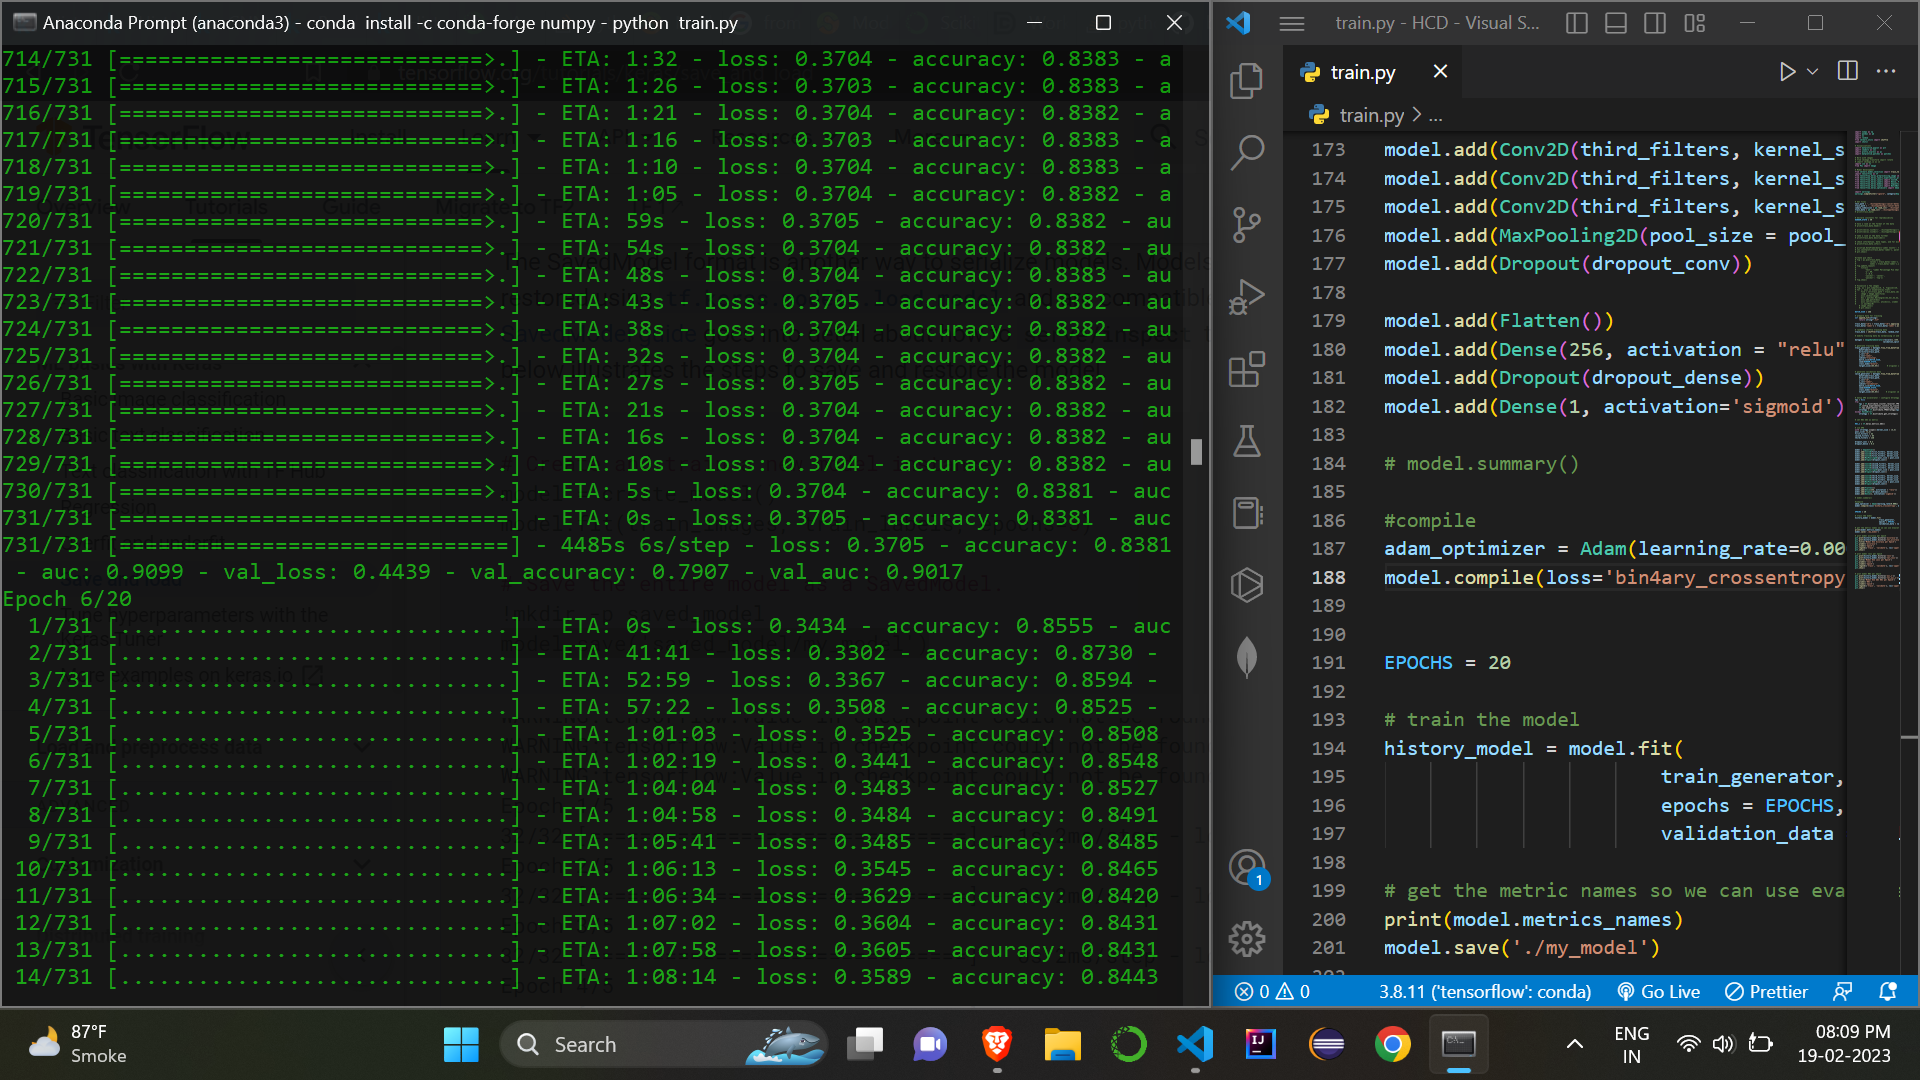 Anaconda Prompt (anaconda3) - conda  install -c conda-forge numpy - python  train.py
714/731 [============================>.] - ETA: 1:32 - loss: 0.3704 - accuracy: 0.8383 - a
715/731 [============================>.] - ETA: 1:26 - loss: 0.3703 - accuracy: 0.8383 - a
716/731 [============================>.] - ETA: 1:21 - loss: 0.3704 - accuracy: 0.8382 - a
717/731 [============================>.] - ETA: 1:16 - loss: 0.3703 - accuracy: 0.8383 - a
718/731 [============================>.] - ETA: 1:10 - loss: 0.3704 - accuracy: 0.8383 - a
719/731 [============================>.] - ETA: 1:05 - loss: 0.3704 - accuracy: 0.8382 - a
720/731 [============================>.] - ETA: 59s - loss: 0.3705 - accuracy: 0.8382 - au
721/731 [============================>.] - ETA: 54s - loss: 0.3704 - accuracy: 0.8382 - au
722/731 [============================>.] - ETA: 48s - loss: 0.3704 - accuracy: 0.8383 - au
723/731 [============================>.] - ETA: 43s - loss: 0.3705 - accuracy: 0.8382 - au
724/731 [============================>.] - ETA: 38s - loss: 0.3704 - accuracy: 0.8382 - au
725/731 [============================>.] - ETA: 32s - loss: 0.3704 - accuracy: 0.8382 - au
726/731 [============================>.] - ETA: 27s - loss: 0.3705 - accuracy: 0.8382 - au
727/731 [============================>.] - ETA: 21s - loss: 0.3704 - accuracy: 0.8382 - au
728/731 [============================>.] - ETA: 16s - loss: 0.3704 - accuracy: 0.8382 - au
729/731 [============================>.] - ETA: 10s - loss: 0.3704 - accuracy: 0.8382 - au
730/731 [============================>.] - ETA: 5s - loss: 0.3704 - accuracy: 0.8381 - auc
731/731 [==============================] - ETA: 0s - loss: 0.3705 - accuracy: 0.8381 - auc
731/731 [==============================] - 4485s 6s/step - loss: 0.3705 - accuracy: 0.8381
 - auc: 0.9099 - val_loss: 0.4439 - val_accuracy: 0.7907 - val_auc: 0.9017
Epoch 6/20
1/731 [..............................] - ETA: 0s - loss: 0.3434 - accuracy: 0.8555 - auc
2/731 [..............................] - ETA: 41:41 - loss: 0.3302 - accuracy: 0.8730 -
3/731 [..............................] - ETA: 52:59 - loss: 0.3367 - accuracy: 0.8594 -
4/731 [..............................] - ETA: 57:22 - loss: 0.3508 - accuracy: 0.8525 -
5/731 [..............................] - ETA: 1:01:03 - loss: 0.3525 - accuracy: 0.8508
6/731 [..............................] - ETA: 1:02:19 - loss: 0.3441 - accuracy: 0.8548
7/731 [..............................] - ETA: 1:04:04 - loss: 0.3483 - accuracy: 0.8527
8/731 [..............................] - ETA: 1:04:58 - loss: 0.3484 - accuracy: 0.8491
9/731 [..............................] - ETA: 1:05:41 - loss: 0.3485 - accuracy: 0.8485
10/731 [..............................] - ETA: 1:06:13 - loss: 0.3545 - accuracy: 0.8465
11/731 [..............................] - ETA: 1:06:34 - loss: 0.3629 - accuracy: 0.8420
12/731 [..............................] - ETA: 1:07:02 - loss: 0.3604 - accuracy: 0.8431
13/731 [..............................] - ETA: 1:07:58 - loss: 0.3605 - accuracy: 0.8431
14/731 [..............................] - ETA: 1:08:14 - loss: 0.3589 - accuracy: 0.8443
train.py - HCD - Visual S...
train.py
train.py > ...
173 model.add(Conv2D(third_filters, kernel_s
174 model.add(Conv2D(third_filters, kernel_s
175 model.add(Conv2D(third_filters, kernel_s
176 model.add(MaxPooling2D(pool_size = pool_
177 model.add(Dropout(dropout_conv))
178
179 model.add(Flatten())
180 model.add(Dense(256, activation = "relu"
181 model.add(Dropout(dropout_dense))
182 model.add(Dense(1, activation='sigmoid')
183
184 # model.summary()
185
186 #compile
187 adam_optimizer = Adam(learning_rate=0.00
188 model.compile(loss='bin4ary_crossentropy
189
190
191 EPOCHS = 20
192
193 # train the model
194 history_model = model.fit(
195 train_generator,
196 epochs = EPOCHS,
197 validation_data
198
199 # get the metric names so we can use eva
200 print(model.metrics_names)
201 model.save('./my_model')
1
0 0
3.8.11 ('tensorflow': conda)
Go Live
Prettier
87°F
Smoke
Search
ENG
IN
08:09 PM
19-02-2023